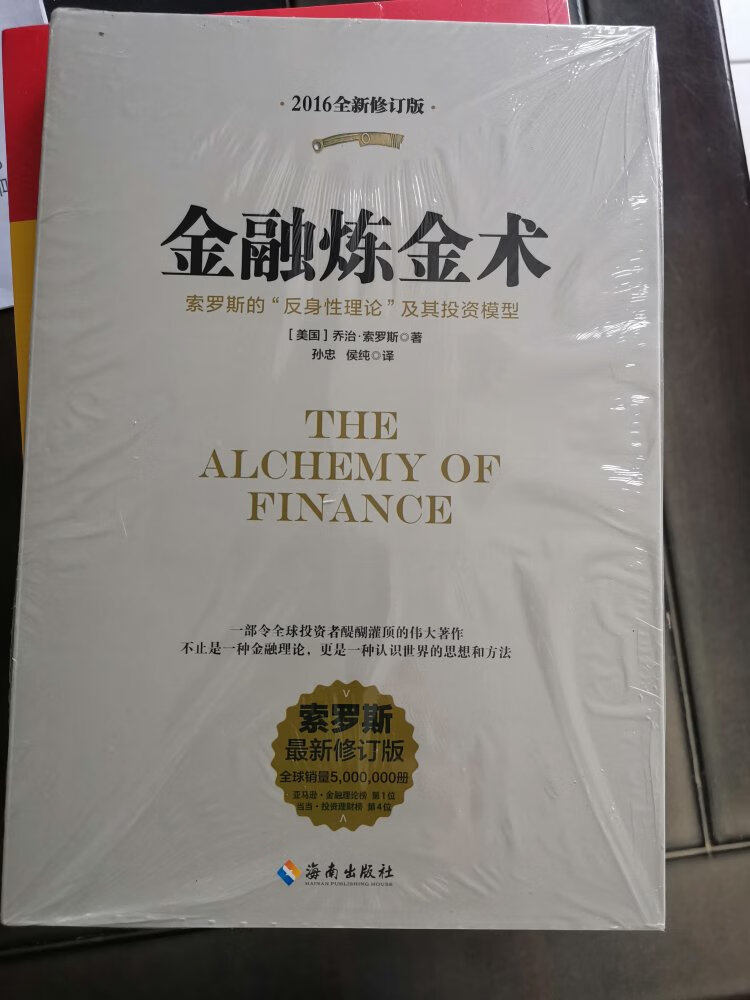 ·2016全新修订版·
金融炼金术
索罗斯的“反身性理论”及其投资模型
[美国]乔治·索罗斯◎著
孙忠 侯纯◎译
THE
ALCHEMY OF
FINANCE
一部令全球投资者醍醐灌顶的伟大著作
不止是一种金融理论，更是一种认识世界的思想和方法
索罗斯
最新修订版
全球销量5,000,000册
亚马逊·金融理论榜 第1位
当当·投资理财榜 第4位
海南出版社
HAINAN PUBLISHING HOUSE